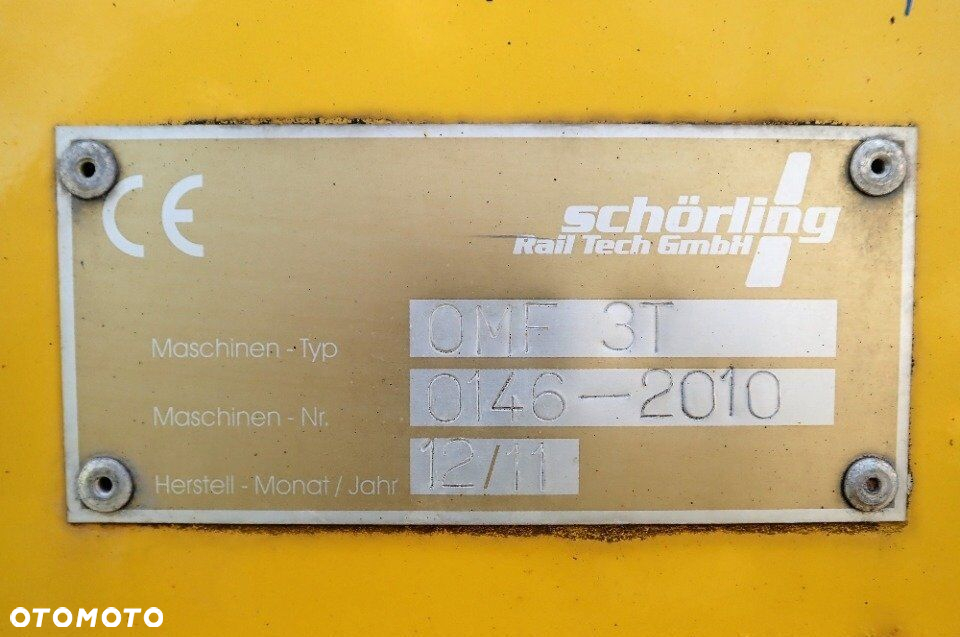 CE
schörling
Rail Tech GmbH
Maschinen - Typ OMF 3T
Maschinen - Nr. 0146-2010
Herstell - Monat / Jahr 12/11
OTOMOTO